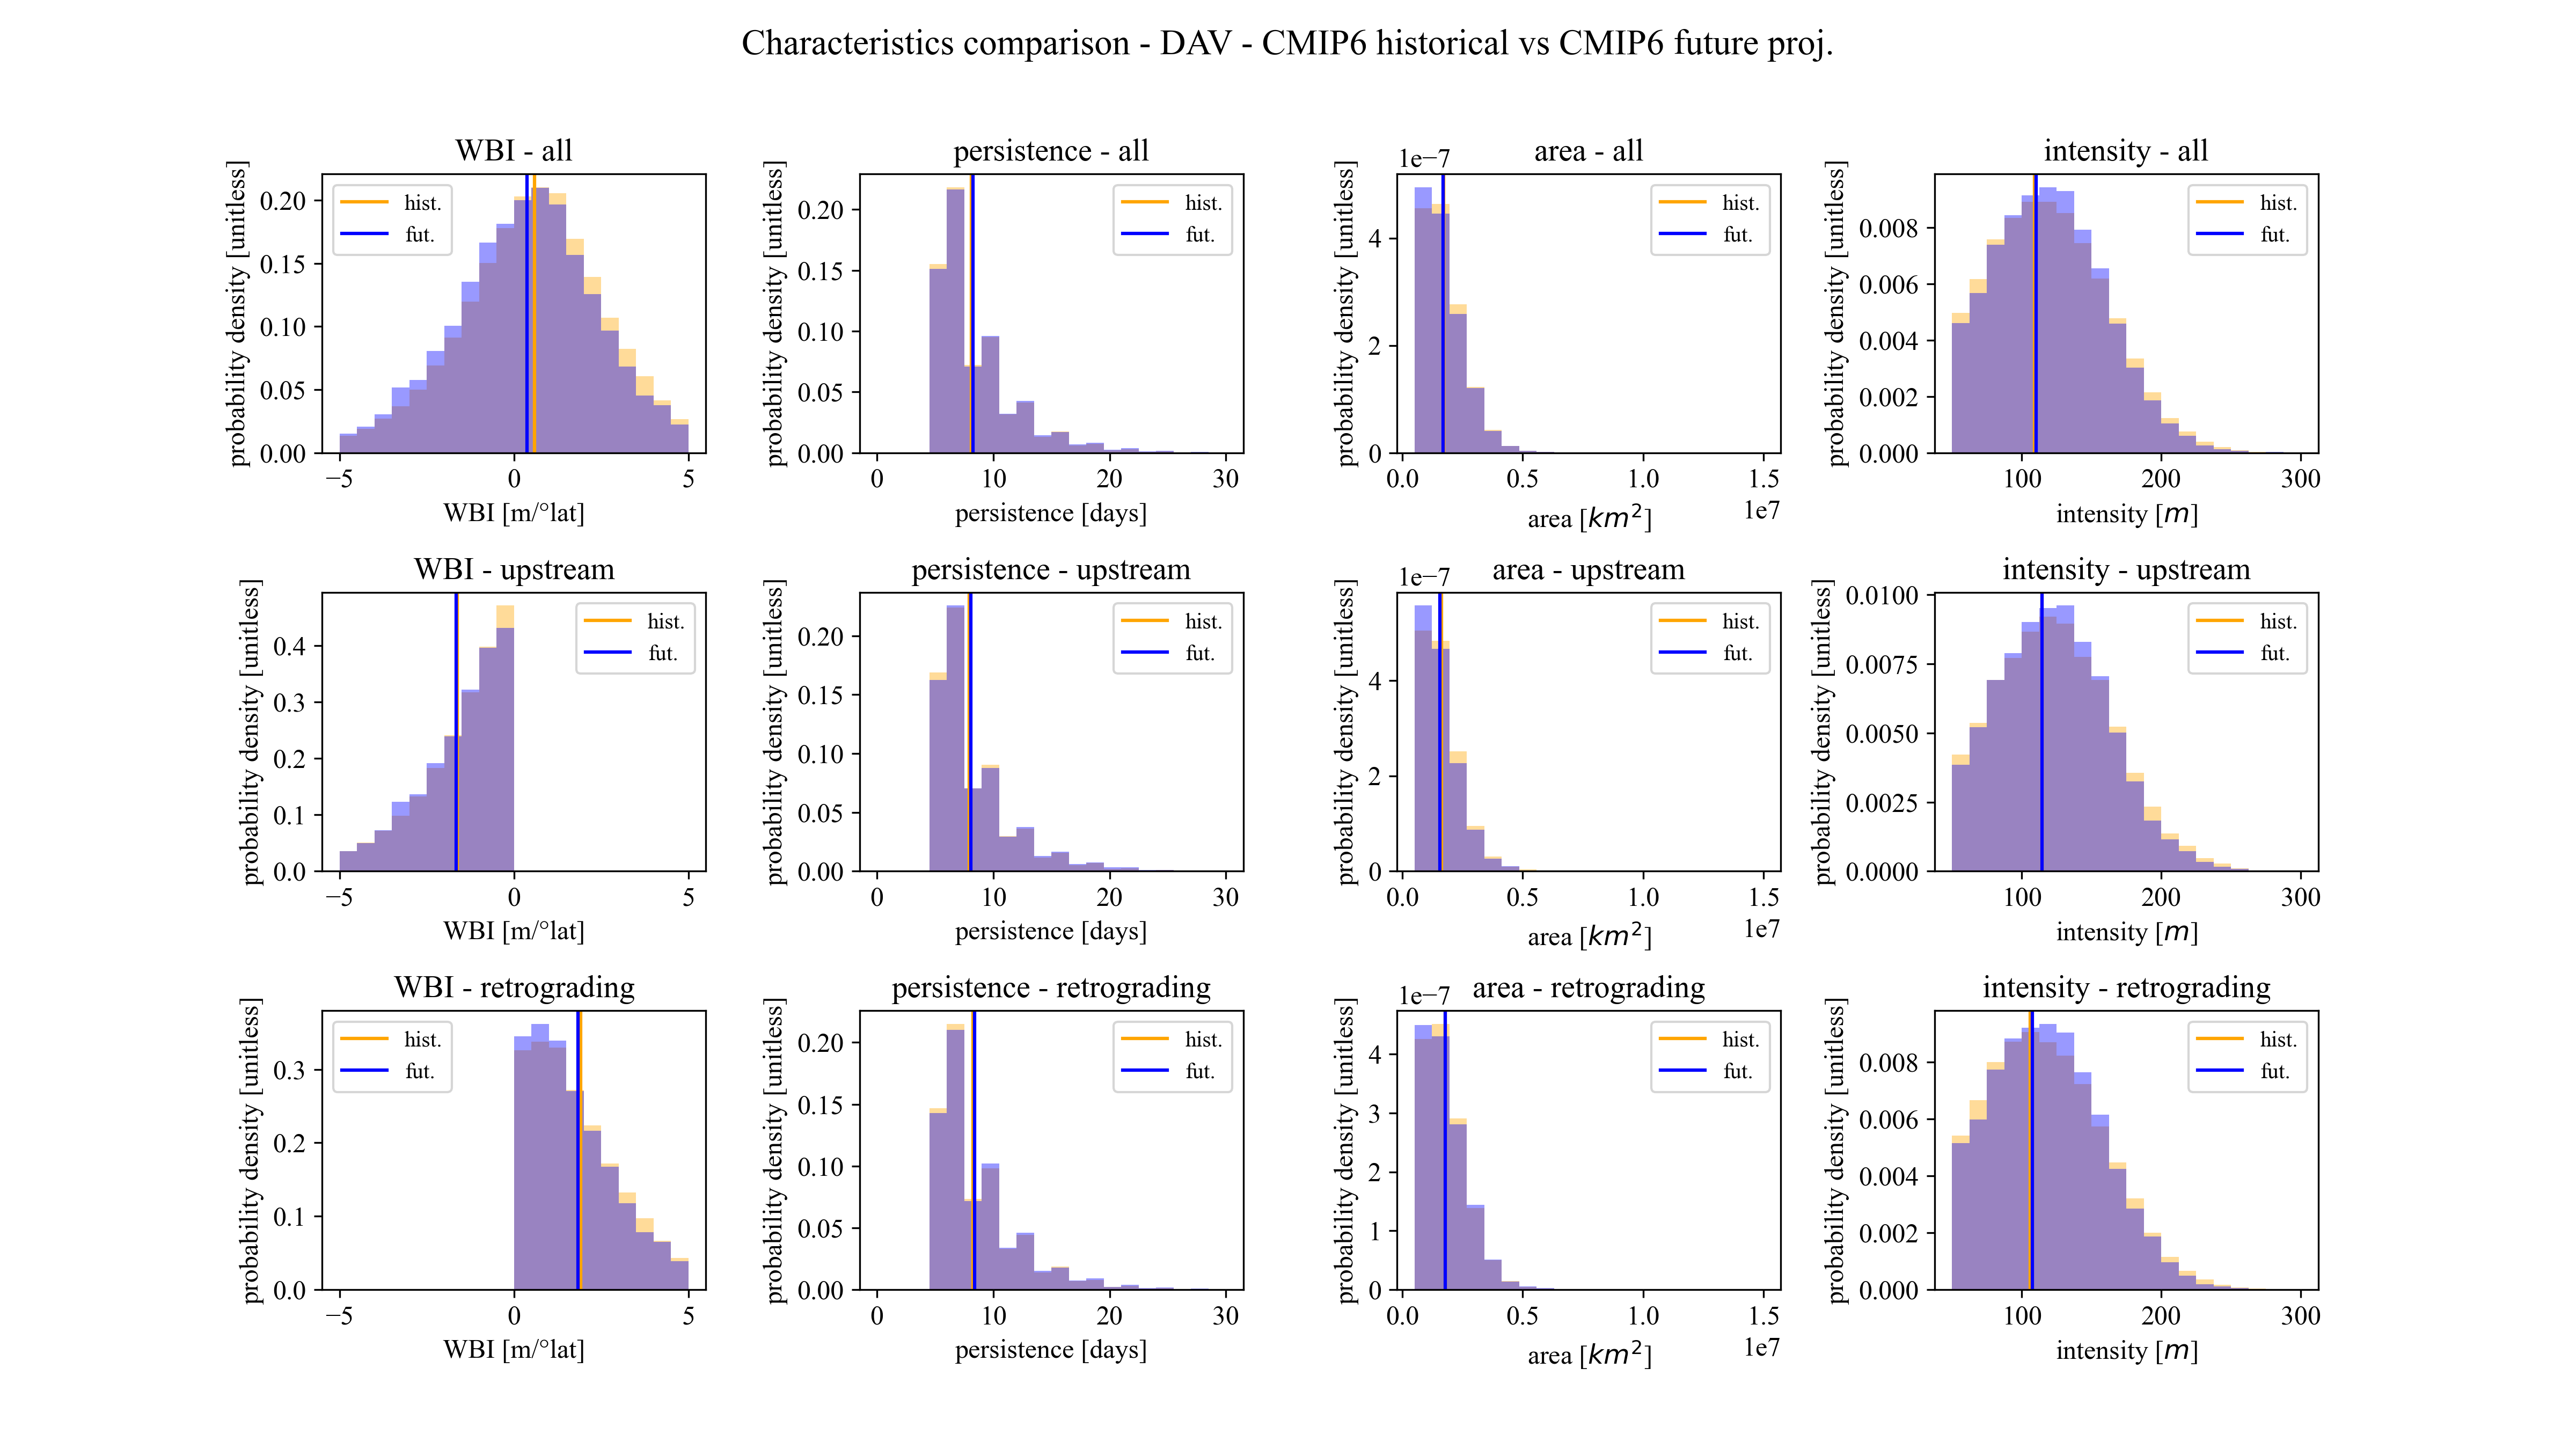 Characteristics comparison - DAV - CMIP6 historical vs CMIP6 future proj.
WBI - all
probability density [unitless]
0.20
0.15
0.10
0.05
0.00
hist.
fut.
−5 0 5
WBI [m/°lat]
persistence - all
probability density [unitless]
0.20
0.15
0.10
0.05
0.00
hist.
fut.
0 10 20 30
persistence [days]
area - all
1e−7
probability density [unitless]
4
2
0
hist.
fut.
0.0 0.5 1.0 1.5
1e7
area [km²]
intensity - all
probability density [unitless]
0.008
0.006
0.004
0.002
0.000
hist.
fut.
100 200 300
intensity [m]
WBI - upstream
probability density [unitless]
0.4
0.3
0.2
0.1
0.0
hist.
fut.
−5 0 5
WBI [m/°lat]
persistence - upstream
probability density [unitless]
0.20
0.15
0.10
0.05
0.00
hist.
fut.
0 10 20 30
persistence [days]
area - upstream
1e−7
probability density [unitless]
4
2
0
hist.
fut.
0.0 0.5 1.0 1.5
1e7
area [km²]
intensity - upstream
probability density [unitless]
0.0100
0.0075
0.0050
0.0025
0.0000
hist.
fut.
100 200 300
intensity [m]
WBI - retrograding
probability density [unitless]
0.3
0.2
0.1
0.0
hist.
fut.
−5 0 5
WBI [m/°lat]
persistence - retrograding
probability density [unitless]
0.20
0.15
0.10
0.05
0.00
hist.
fut.
0 10 20 30
persistence [days]
area - retrograding
1e−7
probability density [unitless]
4
3
2
1
0
hist.
fut.
0.0 0.5 1.0 1.5
1e7
area [km²]
intensity - retrograding
probability density [unitless]
0.008
0.006
0.004
0.002
0.000
hist.
fut.
100 200 300
intensity [m]